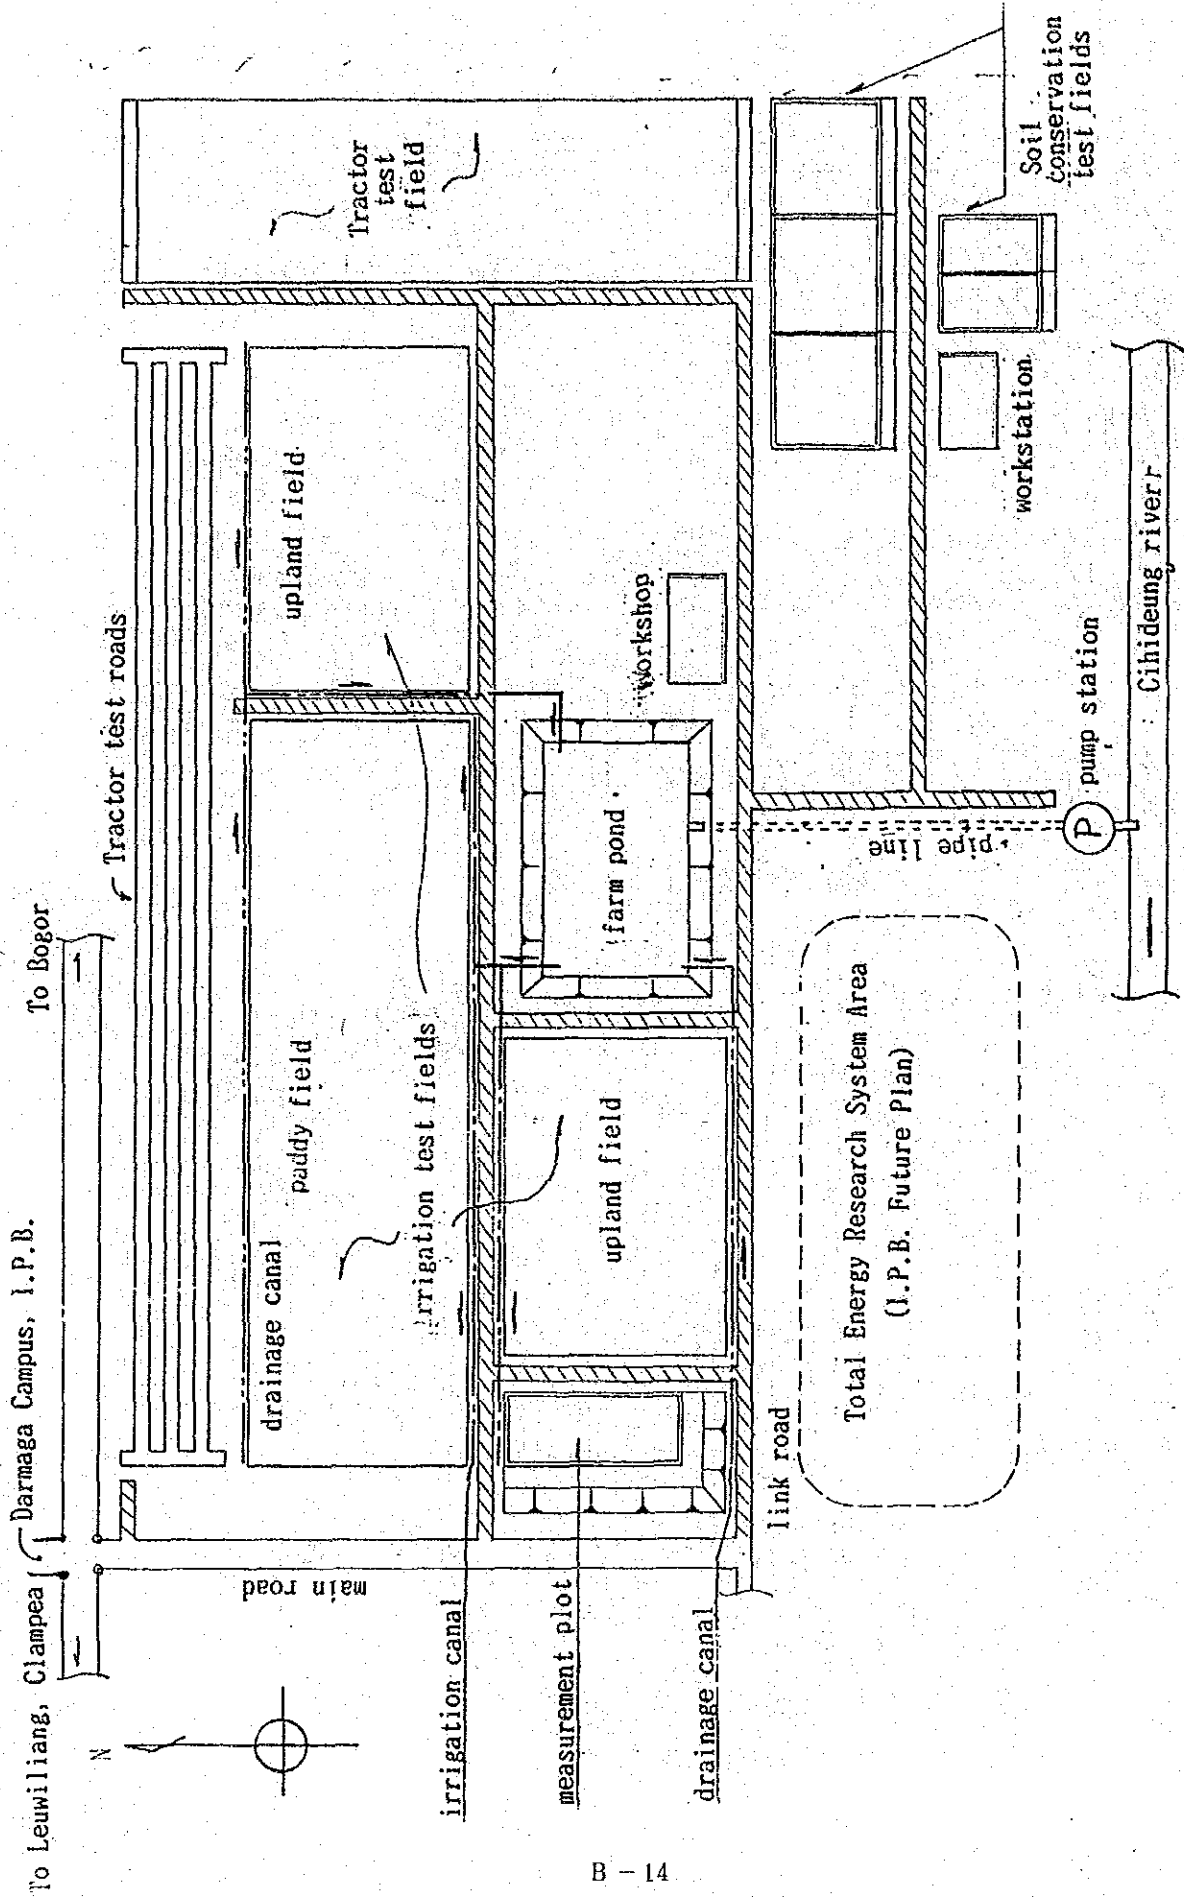 To Leuwiliang, Clampea
Darmaga Campus, I.P.B.
To Bogor
N
main road
Tractor test roads
drainage canal
paddy field
upland field
Tractor
test
field
Irrigation test fields
irrigation canal
measurement plot
drainage canal
upland field
farm pond
Workshop
link road
pipe line
P
pump station
workstation
Soil
conservation
test fields
Total Energy Research System Area
(I.P.B. Future Plan)
Cihideung river
B - 14